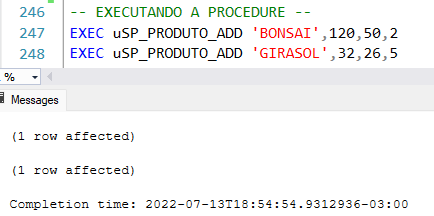 246 -- EXECUTANDO A PROCEDURE --
247 EXEC uSP_PRODUTO_ADD 'BONSAI',120,50,2
248 EXEC uSP_PRODUTO_ADD 'GIRASOL',32,26,5
%
Messages
(1 row affected)
(1 row affected)
Completion time: 2022-07-13T18:54:54.9312936-03:00